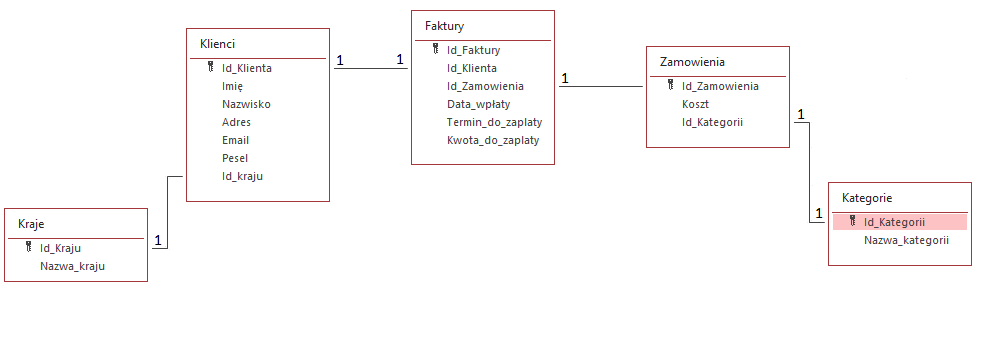 Faktury
Id_Faktury
Id_Klienta
Id_Zamowienia
Data_wpłaty
Termin_do_zaplaty
Kwota_do_zaplaty
Klienci
Id_Klienta
Imię
Nazwisko
Adres
Email
Pesel
Id_kraju
1
1
1
Zamowienia
Id_Zamowienia
Koszt
Id_Kategorii
1
1
Kategorie
Id_Kategorii
Nazwa_kategorii
Kraje
Id_Kraju
Nazwa_kraju
1